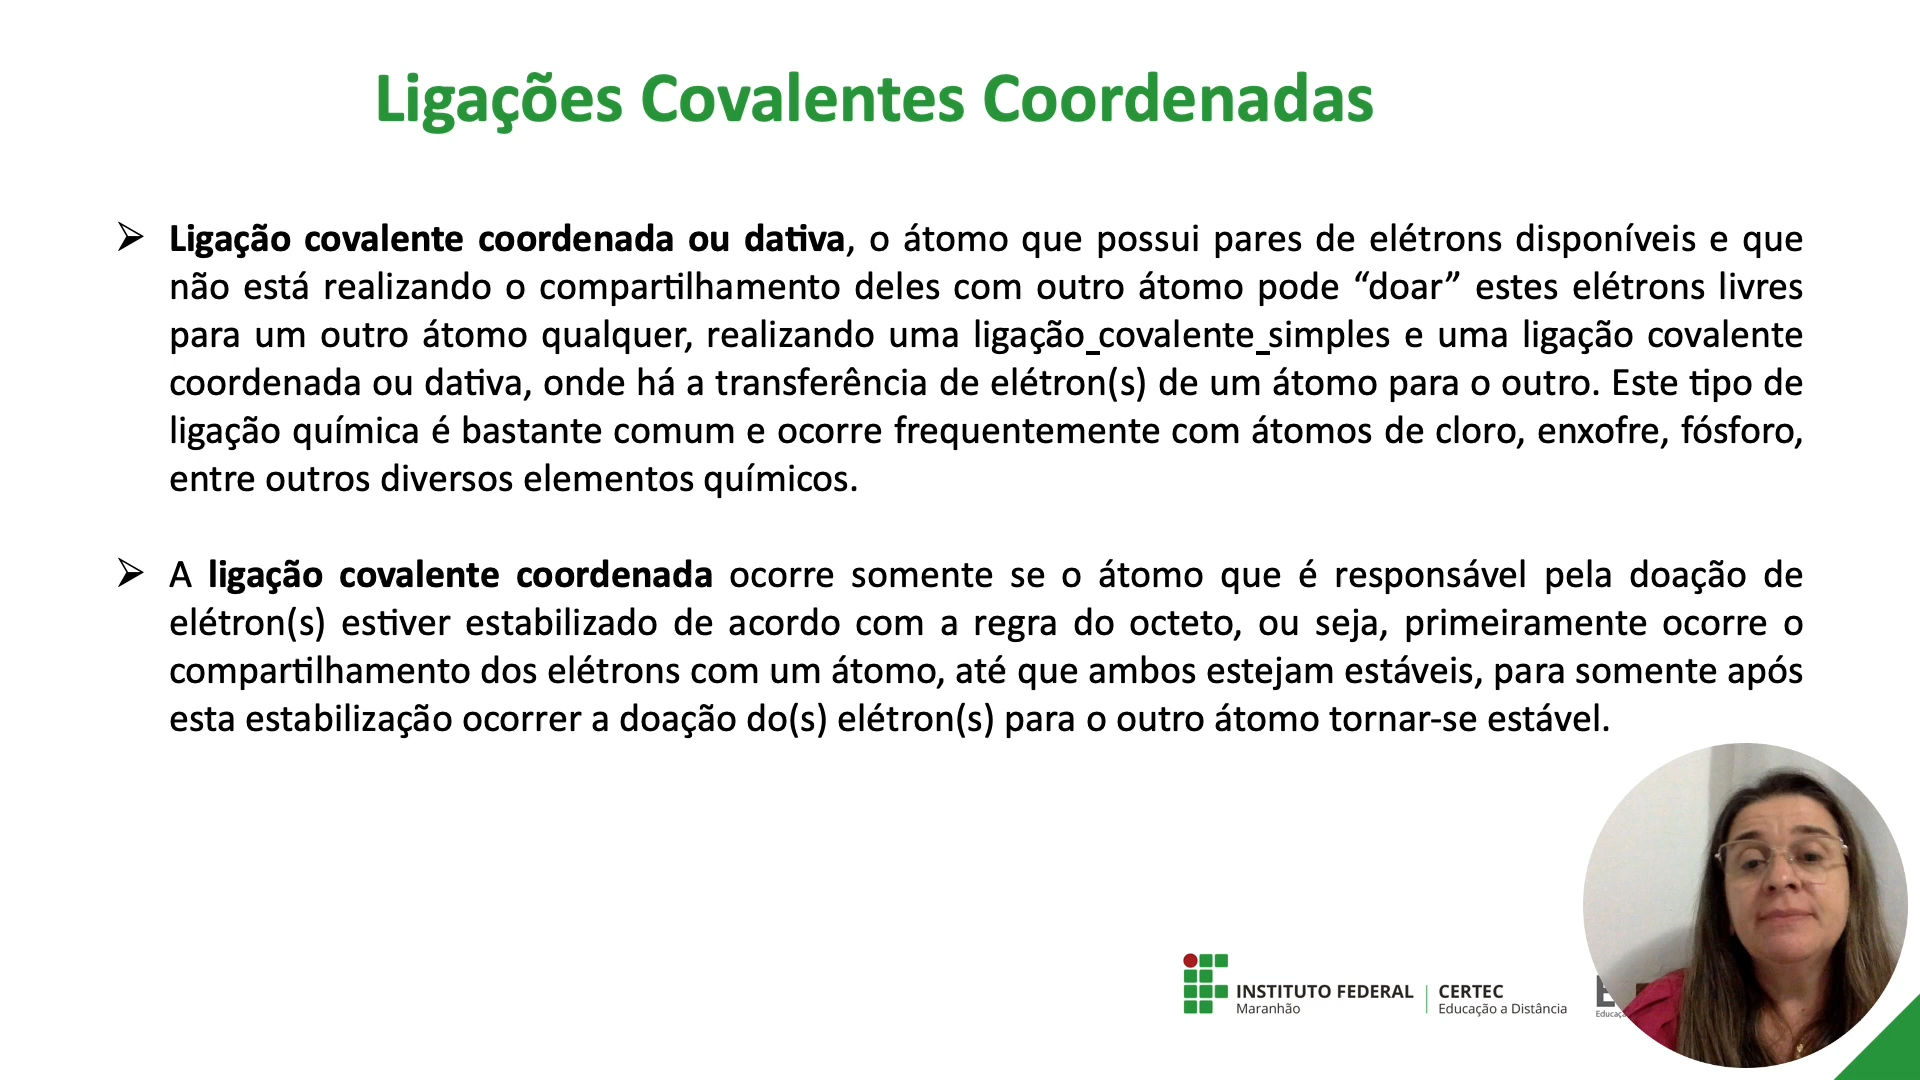 Ligações Covalentes Coordenadas
Ligação covalente coordenada ou dativa, o átomo que possui pares de elétrons disponíveis e que
não está realizando o compartilhamento deles com outro átomo pode “doar” estes elétrons livres
para um outro átomo qualquer, realizando uma ligação covalente simples e uma ligação covalente
coordenada ou dativa, onde há a transferência de elétron(s) de um átomo para o outro. Este tipo de
ligação química é bastante comum e ocorre frequentemente com átomos de cloro, enxofre, fósforo,
entre outros diversos elementos químicos.
A ligação covalente coordenada ocorre somente se o átomo que é responsável pela doação de
elétron(s) estiver estabilizado de acordo com a regra do octeto, ou seja, primeiramente ocorre o
compartilhamento dos elétrons com um átomo, até que ambos estejam estáveis, para somente após
esta estabilização ocorrer a doação do(s) elétron(s) para o outro átomo tornar-se estável.
INSTITUTO FEDERAL
Maranhão
CERTEC
Educação a Distância